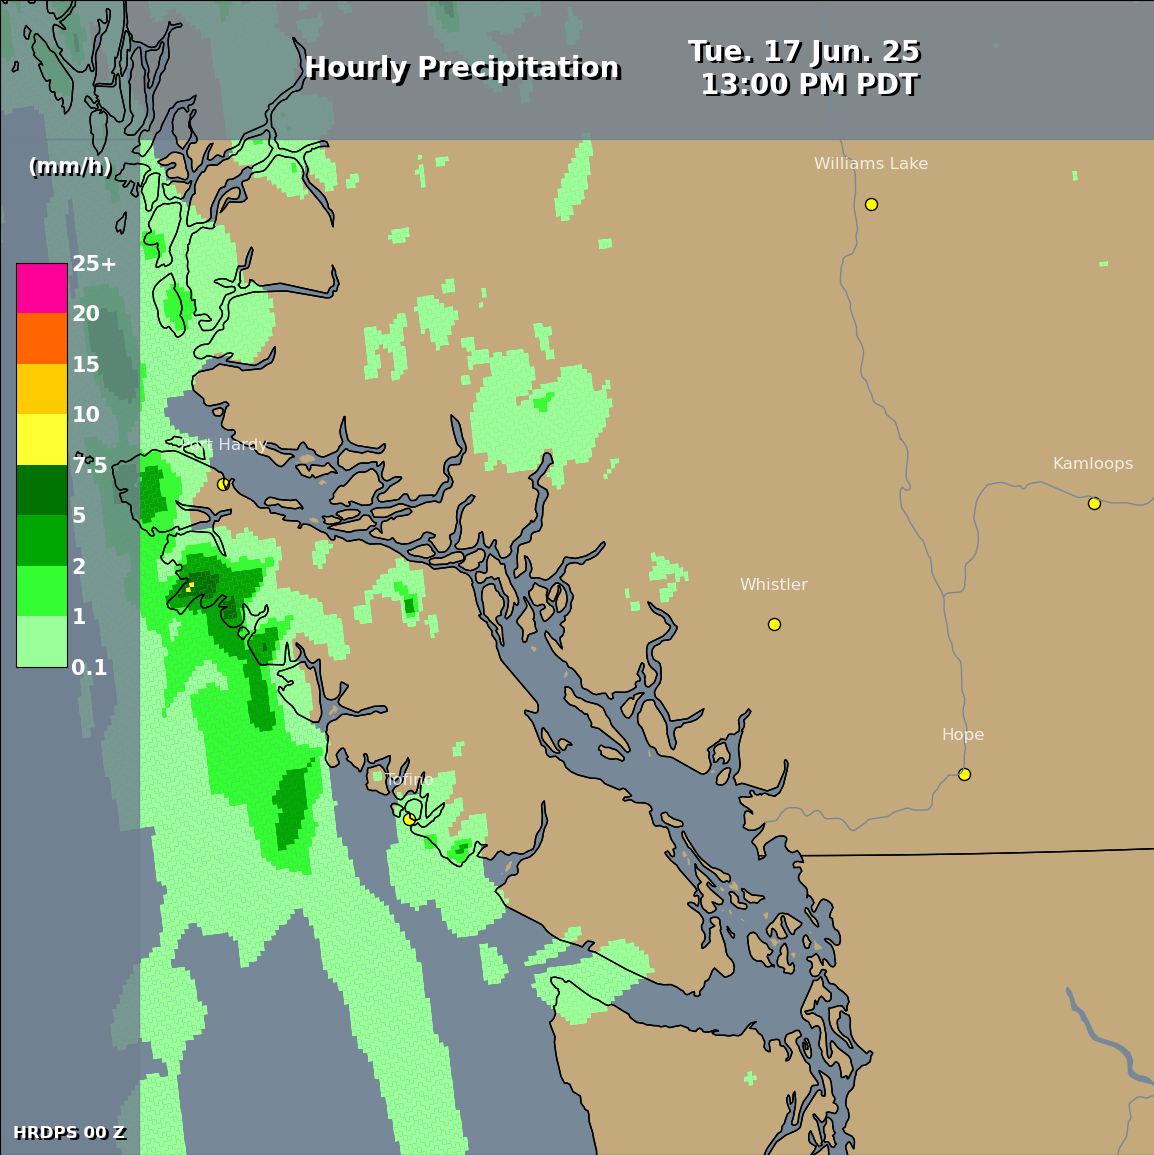 Hourly Precipitation
Tue. 17 Jun. 25
13:00 PM PDT
(mm/h)
Williams Lake
25+
20
15
10
7.5
5
2
1
0.1
Port Hardy
Kamloops
Whistler
Hope
Tofino
HRDPS 00 Z